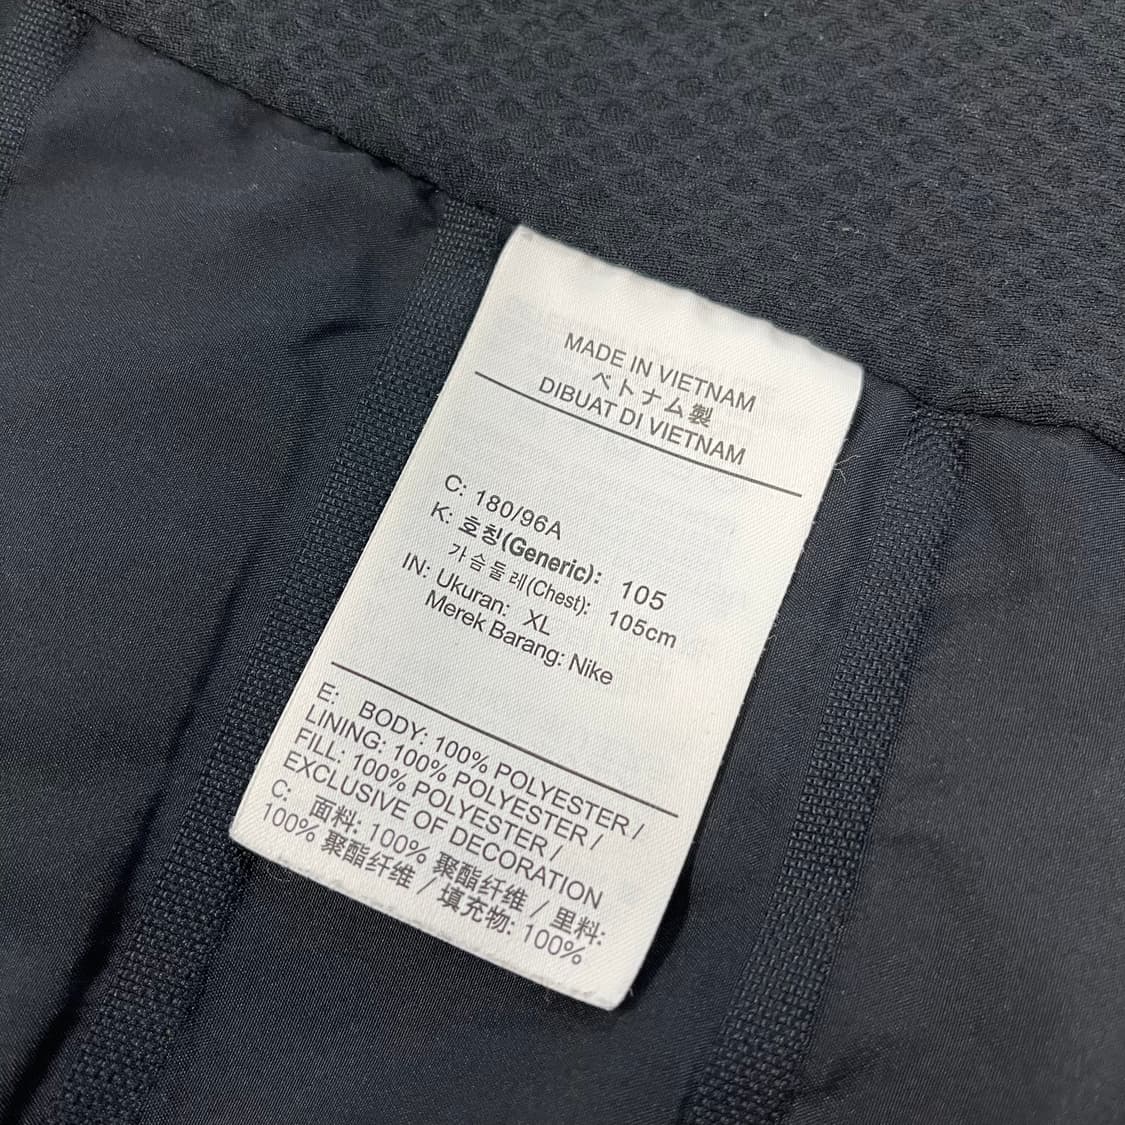 MADE IN VIETNAM
ベトナム製
DIBUAT DI VIETNAM
C: 180/96A
K: 호칭(Generic): 105
가슴둘레(Chest): 105cm
IN: Ukuran: XL
Merek Barang: Nike
E: BODY: 100% POLYESTER /
LINING: 100% POLYESTER /
FILL: 100% POLYESTER /
EXCLUSIVE OF DECORATION
C: 面料: 100% 聚酯纤维 / 里料:
100% 聚酯纤维 / 填充物: 100%